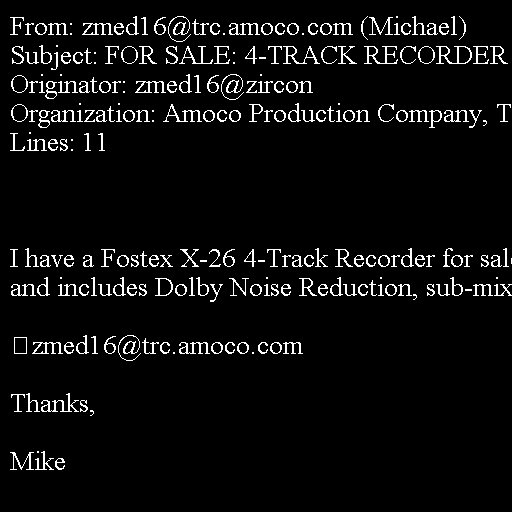 From: zmed16@trc.amoco.com (Michael)
Subject: FOR SALE: 4-TRACK RECORDER
Originator: zmed16@zircon
Organization: Amoco Production Company, T
Lines: 11
I have a Fostex X-26 4-Track Recorder for sal
and includes Dolby Noise Reduction, sub-mix
zmed16@trc.amoco.com
Thanks,
Mike